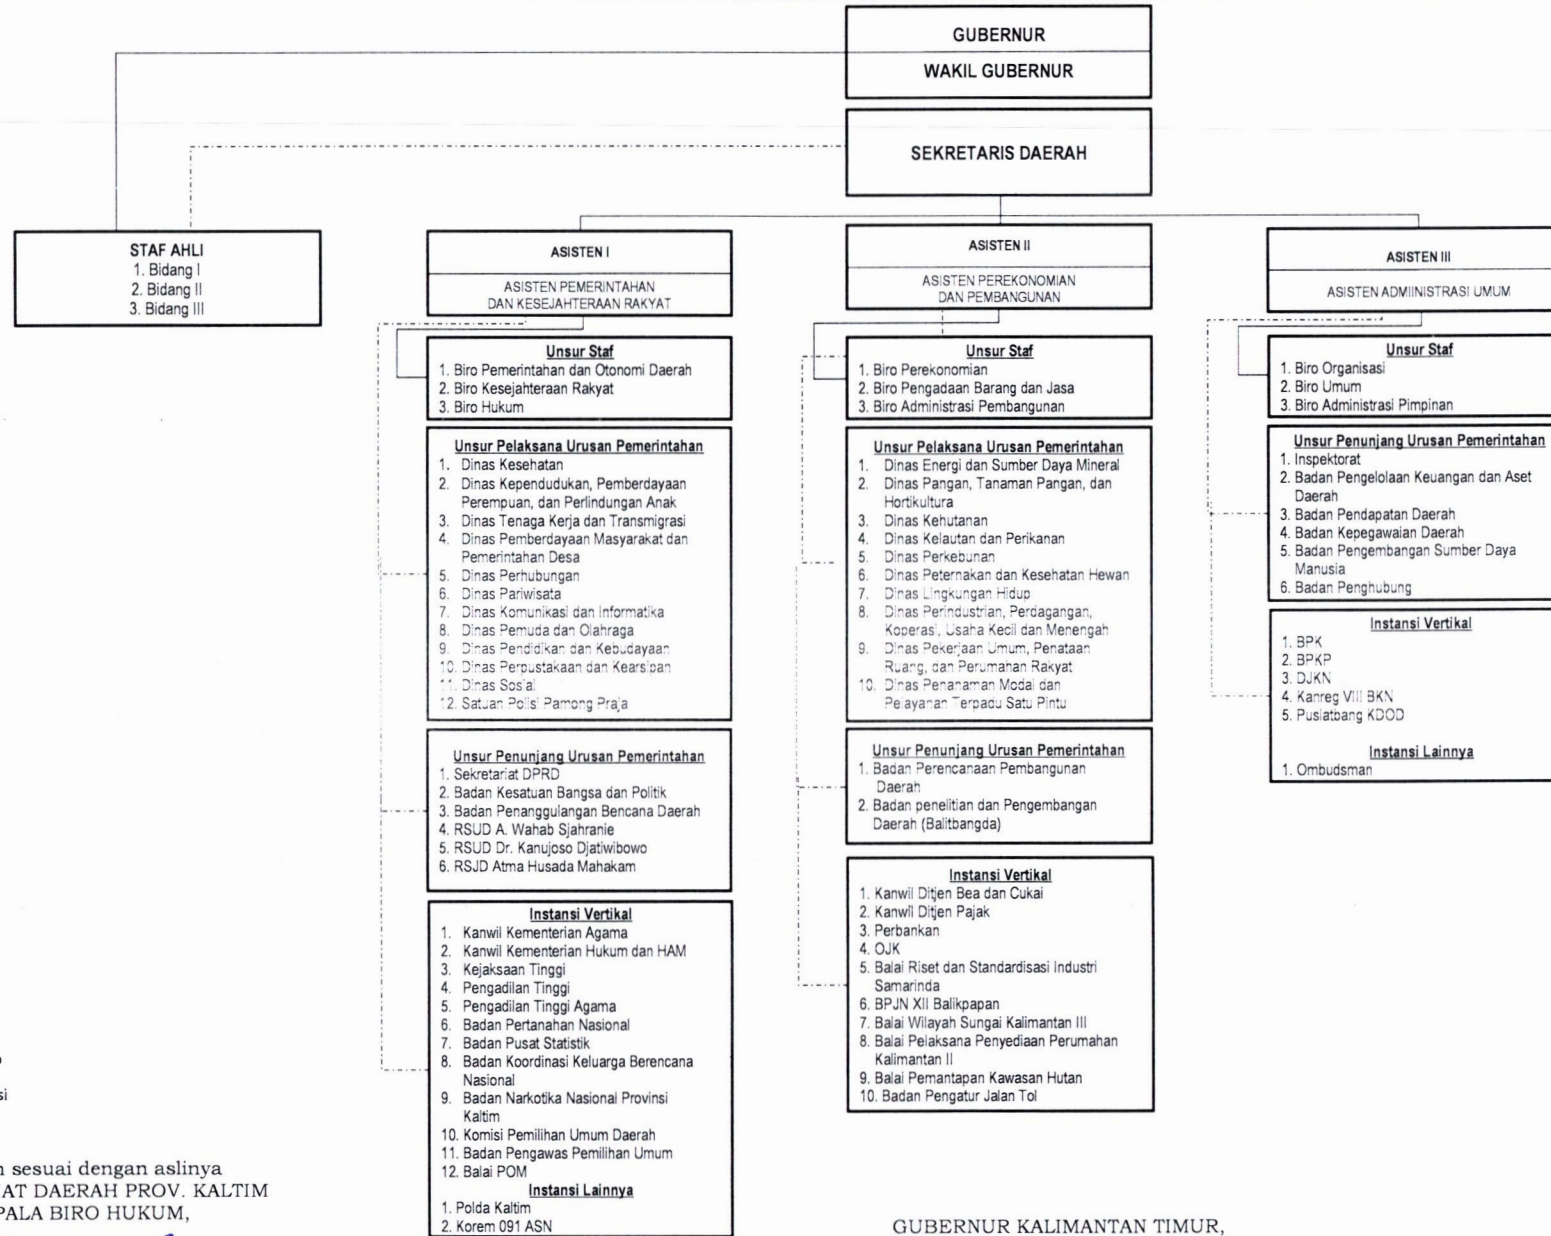 GUBERNUR
WAKIL GUBERNUR
SEKRETARIS DAERAH
STAF AHLI
1. Bidang I
2. Bidang II
3. Bidang III
ASISTEN I
ASISTEN PEMERINTAHAN
DAN KESEJAHTERAAN RAKYAT
Unsur Staf
1. Biro Pemerintahan dan Otonomi Daerah
2. Biro Kesejahteraan Rakyat
3. Biro Hukum
Unsur Pelaksana Urusan Pemerintahan
1. Dinas Kesehatan
2. Dinas Kependudukan, Pemberdayaan
Perempuan, dan Perlindungan Anak
3. Dinas Tenaga Kerja dan Transmigrasi
4. Dinas Pemberdayaan Masyarakat dan
Pemerintahan Desa
5. Dinas Perhubungan
6. Dinas Pariwisata
7. Dinas Komunikasi dan Informatika
8. Dinas Pemuda dan Olahraga
9. Dinas Pendidikan dan Kebudayaan
10. Dinas Perpustakaan dan Kearsipan
11. Dinas Sosial
12. Satuan Polisi Pamong Praja
Unsur Penunjang Urusan Pemerintahan
1. Sekretariat DPRD
2. Badan Kesatuan Bangsa dan Politik
3. Badan Penanggulangan Bencana Daerah
4. RSUD A. Wahab Sjahranie
5. RSUD Dr. Kanujoso Djatiwibowo
6. RSJD Atma Husada Mahakam
Instansi Vertikal
1. Kanwil Kementerian Agama
2. Kanwil Kementerian Hukum dan HAM
3. Kejaksaan Tinggi
4. Pengadilan Tinggi
5. Pengadilan Tinggi Agama
6. Badan Pertanahan Nasional
7. Badan Pusat Statistik
8. Badan Koordinasi Keluarga Berencana
Nasional
9. Badan Narkotika Nasional Provinsi
Kaltim
10. Komisi Pemilihan Umum Daerah
11. Badan Pengawas Pemilihan Umum
12. Balai POM
Instansi Lainnya
1. Polda Kaltim
2. Korem 091 ASN
ASISTEN II
ASISTEN PEREKONOMIAN
DAN PEMBANGUNAN
Unsur Staf
1. Biro Perekonomian
2. Biro Pengadaan Barang dan Jasa
3. Biro Administrasi Pembangunan
Unsur Pelaksana Urusan Pemerintahan
1. Dinas Energi dan Sumber Daya Mineral
2. Dinas Pangan, Tanaman Pangan, dan
Hortikultura
3. Dinas Kehutanan
4. Dinas Kelautan dan Perikanan
5. Dinas Perkebunan
6. Dinas Peternakan dan Kesehatan Hewan
7. Dinas Lingkungan Hidup
8. Dinas Perindustrian, Perdagangan,
Koperasi, Usaha Kecil dan Menengah
9. Dinas Pekerjaan Umum, Penataan
Ruang, dan Perumahan Rakyat
10. Dinas Penanaman Modal dan
Pelayanan Terpadu Satu Pintu
Unsur Penunjang Urusan Pemerintahan
1. Badan Perencanaan Pembangunan
Daerah
2. Badan penelitian dan Pengembangan
Daerah (Balitbangda)
Instansi Vertikal
1. Kanwil Ditjen Bea dan Cukai
2. Kanwil Ditjen Pajak
3. Perbankan
4. OJK
5. Balai Riset dan Standardisasi Industri
Samarinda
6. BPJN XII Balikpapan
7. Balai Wilayah Sungai Kalimantan III
8. Balai Pelaksana Penyediaan Perumahan
Kalimantan II
9. Balai Pemantapan Kawasan Hutan
10. Badan Pengatur Jalan Tol
ASISTEN III
ASISTEN ADMIINISTRASI UMUM
Unsur Staf
1. Biro Organisasi
2. Biro Umum
3. Biro Administrasi Pimpinan
Unsur Penunjang Urusan Pemerintahan
1. Inspektorat
2. Badan Pengelolaan Keuangan dan Aset
Daerah
3. Badan Pendapatan Daerah
4. Badan Kepegawaian Daerah
5. Badan Pengembangan Sumber Daya
Manusia
6. Badan Penghubung
Instansi Vertikal
1. BPK
2. BPKP
3. DJKN
4. Kanreg VIII BKN
5. Puslatbang KDOD
Instansi Lainnya
1. Ombudsman
si
sesuai dengan aslinya
AT DAERAH PROV. KALTIM
PALA BIRO HUKUM,
GUBERNUR KALIMANTAN TIMUR,